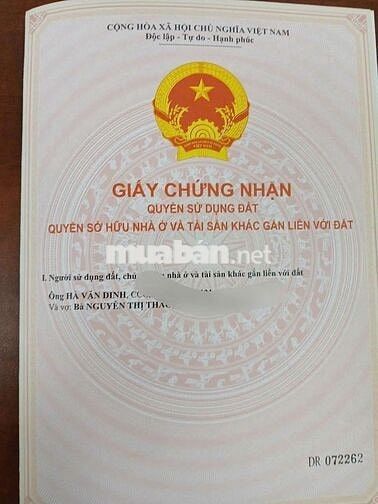 CỘNG HÒA XÃ HỘI CHỦ NGHĨA VIỆT NAM
Độc lập - Tự do - Hạnh phúc
GIẤY CHỨNG NHẬN
QUYỀN SỬ DỤNG ĐẤT
QUYỀN SỞ HỮU NHÀ Ở VÀ TÀI SẢN KHÁC GẮN LIỀN VỚI ĐẤT
I. Người sử dụng đất, chủ nhà ở và tài sản khác gắn liền với đất
Ông HÀ VĂN DINH,
Và vợ: Bà NGUYỄN THỊ
muaban.net
DR 072262